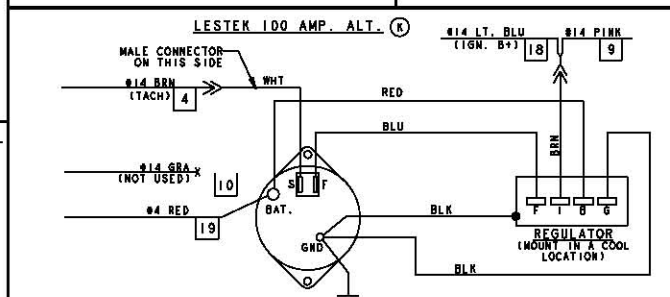 LESTEK 100 AMP. ALT. K
MALE CONNECTOR
ON THIS SIDE
#14 LT. BLU
(IGN. B+)
18
#14 PINK
9
#14 BRN
(TACH)
4
WHT
RED
BLU
BRN
#14 GRA
(NOT USED)
X
10
S
F
BAT.
#4 RED
19
GND
BLK
F I B G
REGULATOR
(MOUNT IN A COOL
LOCATION)
BLK